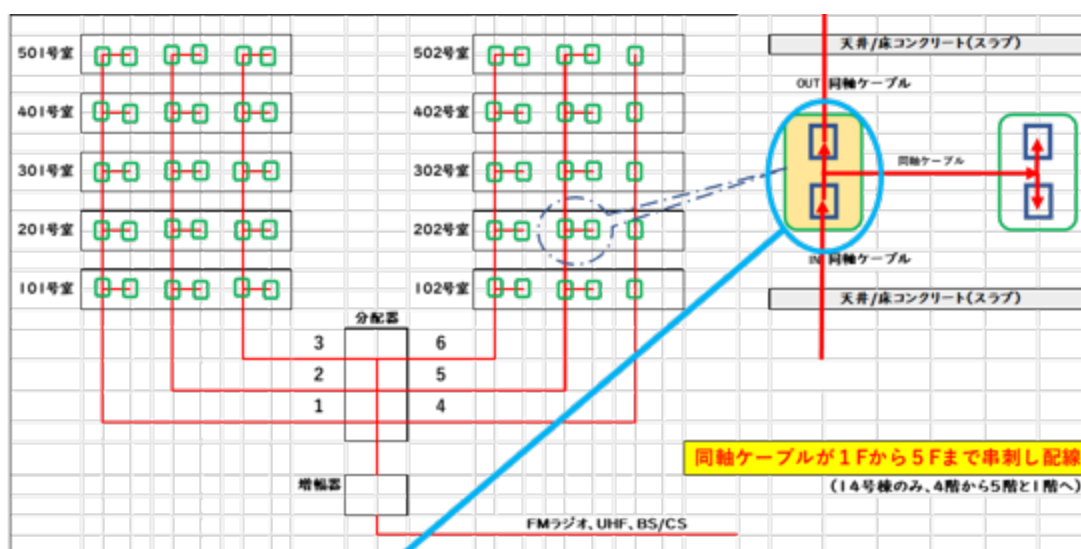 501号室
502号室
天井/床コンクリート(スラブ)
OUT 同軸ケーブル
401号室
402号室
301号室
302号室
同軸ケーブル
201号室
202号室
IN 同軸ケーブル
101号室
102号室
天井/床コンクリート(スラブ)
分配器
3
6
2
5
1
4
同軸ケーブルが1Fから5Fまで串刺し配線
(14号棟のみ、4階から5階と1階へ)
増幅器
FMラジオ、UHF、BS/CS